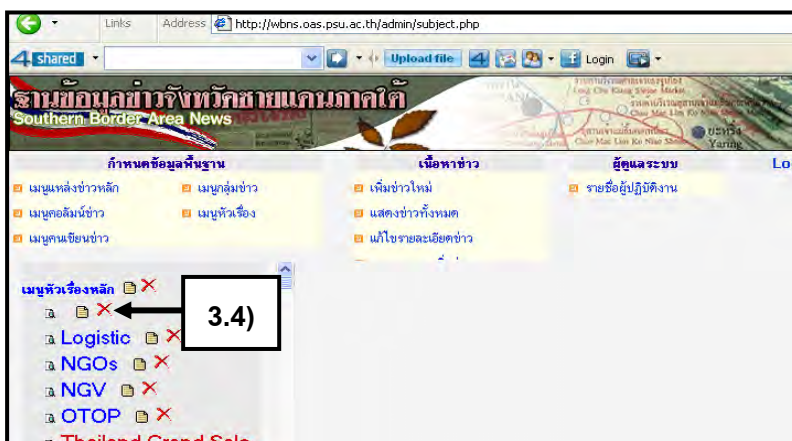 Links Address http://wbns.oas.psu.ac.th/admin/subject.php
4shared Upload file 4 Login
ฐานข้อมูลข่าวจังหวัดชายแดนภาคใต้
Southern Border Area News
Yaring
กำหนดข้อมูลพื้นฐาน เนื้อหาข่าว ผู้ดูแลระบบ Lo
เมนูแหล่งข่าวหลัก เมนูกลุ่มข่าว เพิ่มข่าวใหม่ รายชื่อผู้ปฏิบัติงาน
เมนูคอลัมน์ข่าว เมนูหัวเรื่อง แสดงข่าวทั้งหมด
เมนูคนเขียนข่าว แก้ไขรายละเอียดข่าว
เมนูหัวเรื่องหลัก
3.4)
Logistic
NGOs
NGV
OTOP
Thailand Grand Sale